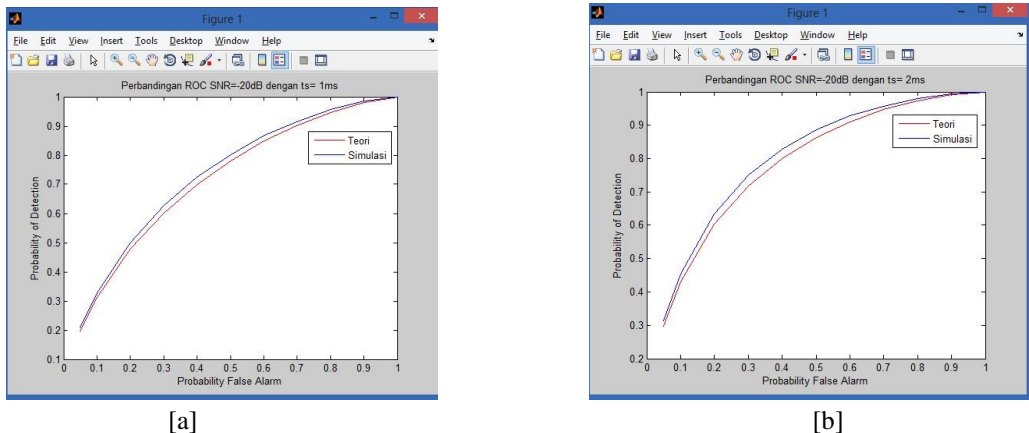 Figure 1
File Edit View Insert Tools Desktop Window Help
Perbandingan ROC SNR=-20dB dengan ts= 1ms
1
0.9
0.8
0.7
0.6
0.5
0.4
0.3
0.2
0.1
Probability of Detection
Teori
Simulasi
0 0.1 0.2 0.3 0.4 0.5 0.6 0.7 0.8 0.9 1
Probability False Alarm
[a]
Figure 1
File Edit View Insert Tools Desktop Window Help
Perbandingan ROC SNR=-20dB dengan ts= 2ms
1
0.9
0.8
0.7
0.6
0.5
0.4
0.3
0.2
Probability of Detection
Teori
Simulasi
0 0.1 0.2 0.3 0.4 0.5 0.6 0.7 0.8 0.9 1
Probability False Alarm
[b]